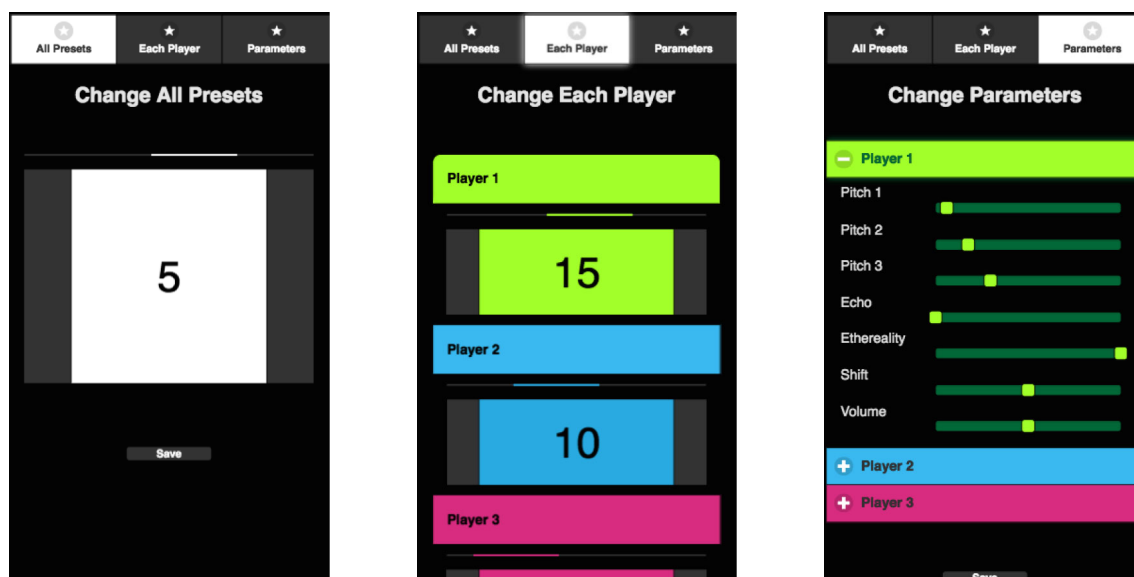 All Presets
Each Player
Parameters
Change All Presets
5
Save
All Presets
Each Player
Parameters
Change Each Player
Player 1
15
Player 2
10
Player 3
All Presets
Each Player
Parameters
Change Parameters
Player 1
Pitch 1
Pitch 2
Pitch 3
Echo
Ethereality
Shift
Volume
Player 2
Player 3
Save